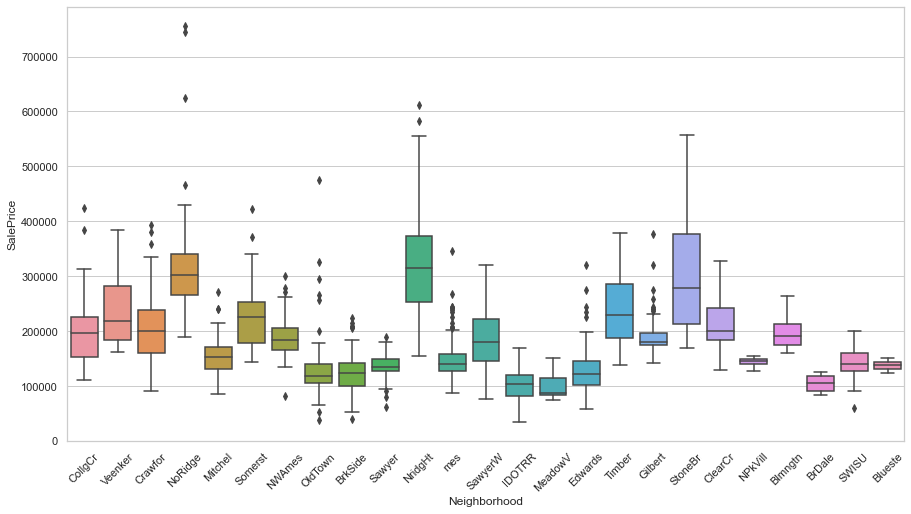 700000
600000
500000
400000
300000
200000
100000
0
SalePrice
CollgCr
Veenker
Crawfor
NoRidge
Mitchel
Somerst
NWAmes
OldTown
BrkSide
Sawyer
NridgHt
mes
SawyerW
IDOTRR
MeadowV
Edwards
Timber
Gilbert
StoneBr
ClearCr
NPkVill
Blmngtn
BrDale
SWISU
Blueste
Neighborhood